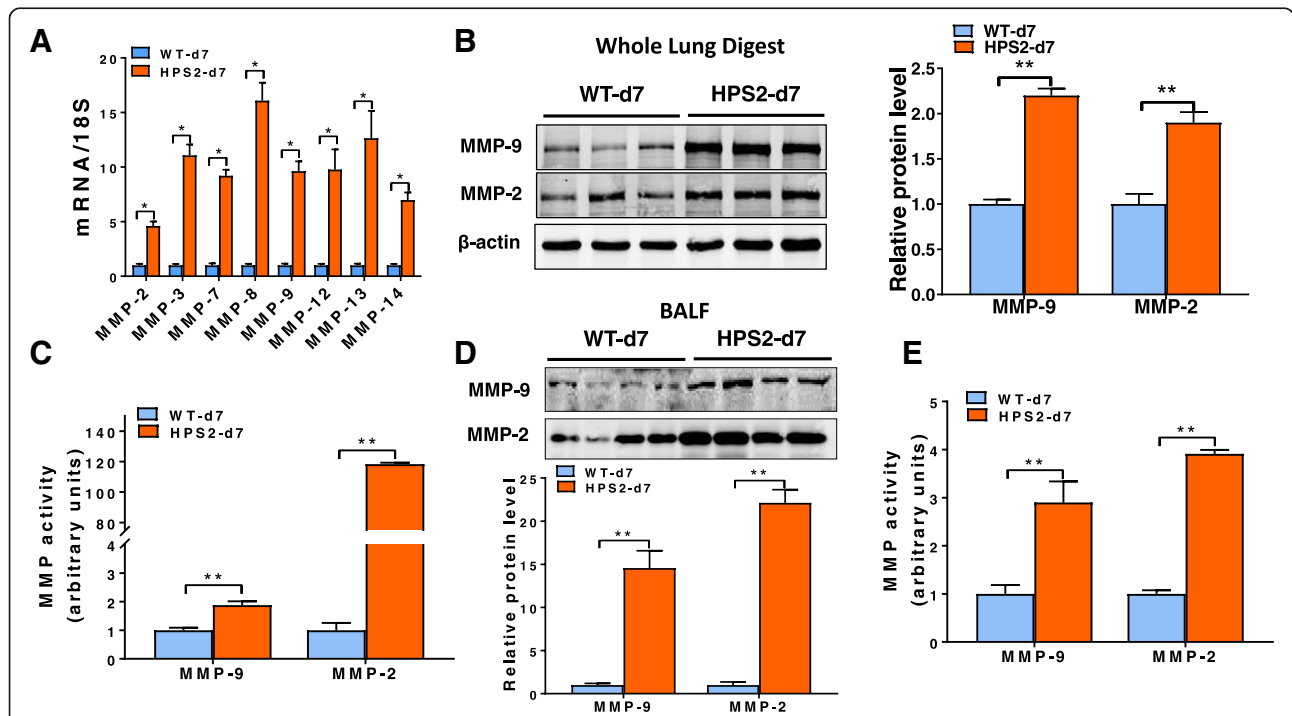 A
WT-d7
HPS2-d7
mRNA/18S
20
15
10
5
0
* * * * * * * *
MMP-2 MMP-3 MMP-7 MMP-8 MMP-9 MMP-12 MMP-13 MMP-14
B
Whole Lung Digest
WT-d7 HPS2-d7
MMP-9
MMP-2
β-actin
WT-d7
HPS2-d7
Relative protein level
2.5
2.0
1.5
1.0
0.5
0.0
** **
MMP-9 MMP-2
C
WT-d7
HPS2-d7
MMP activity
(arbitrary units)
140
120
100
80
4
3
2
1
0
** **
MMP-9 MMP-2
D
BALF
WT-d7 HPS2-d7
MMP-9
MMP-2
WT-d7
HPS2-d7
Relative protein level
25
20
15
10
5
0
** **
MMP-9 MMP-2
E
WT-d7
HPS2-d7
MMP activity
(arbitrary units)
5
4
3
2
1
0
** **
MMP-9 MMP-2